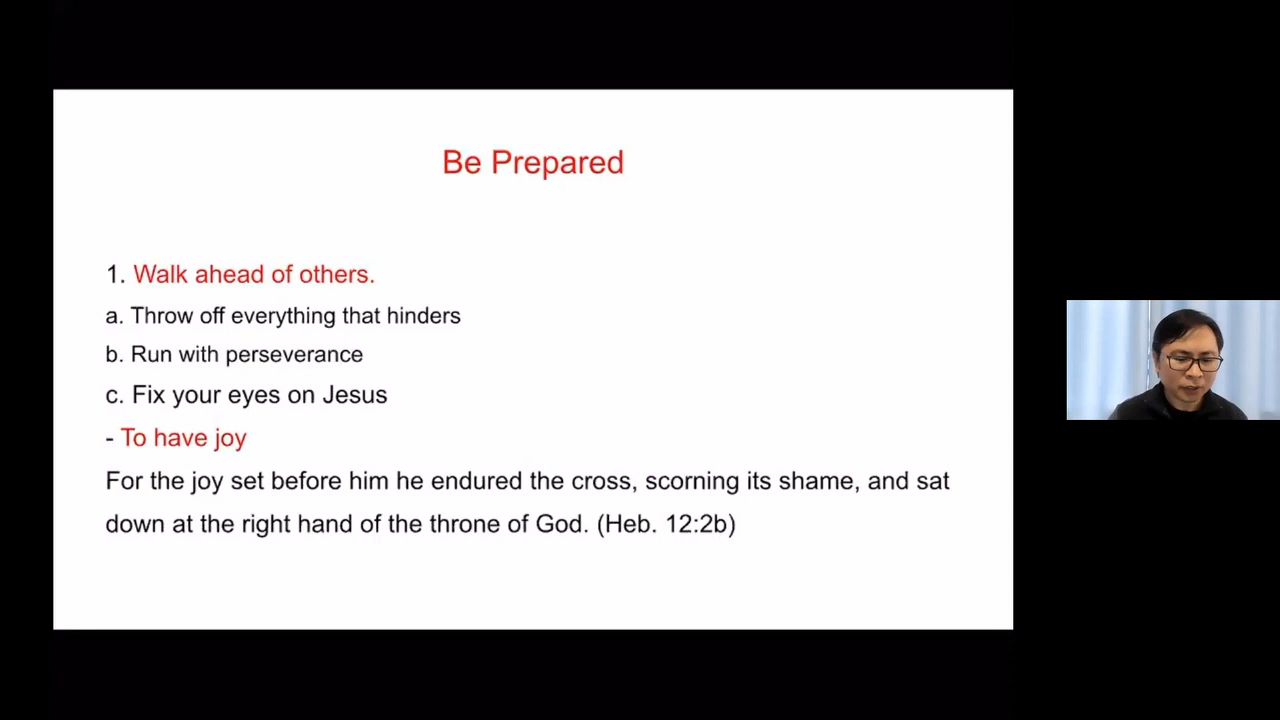 Be Prepared
1. Walk ahead of others.
a. Throw off everything that hinders
b. Run with perseverance
c. Fix your eyes on Jesus
- To have joy
For the joy set before him he endured the cross, scorning its shame, and sat
down at the right hand of the throne of God. (Heb. 12:2b)